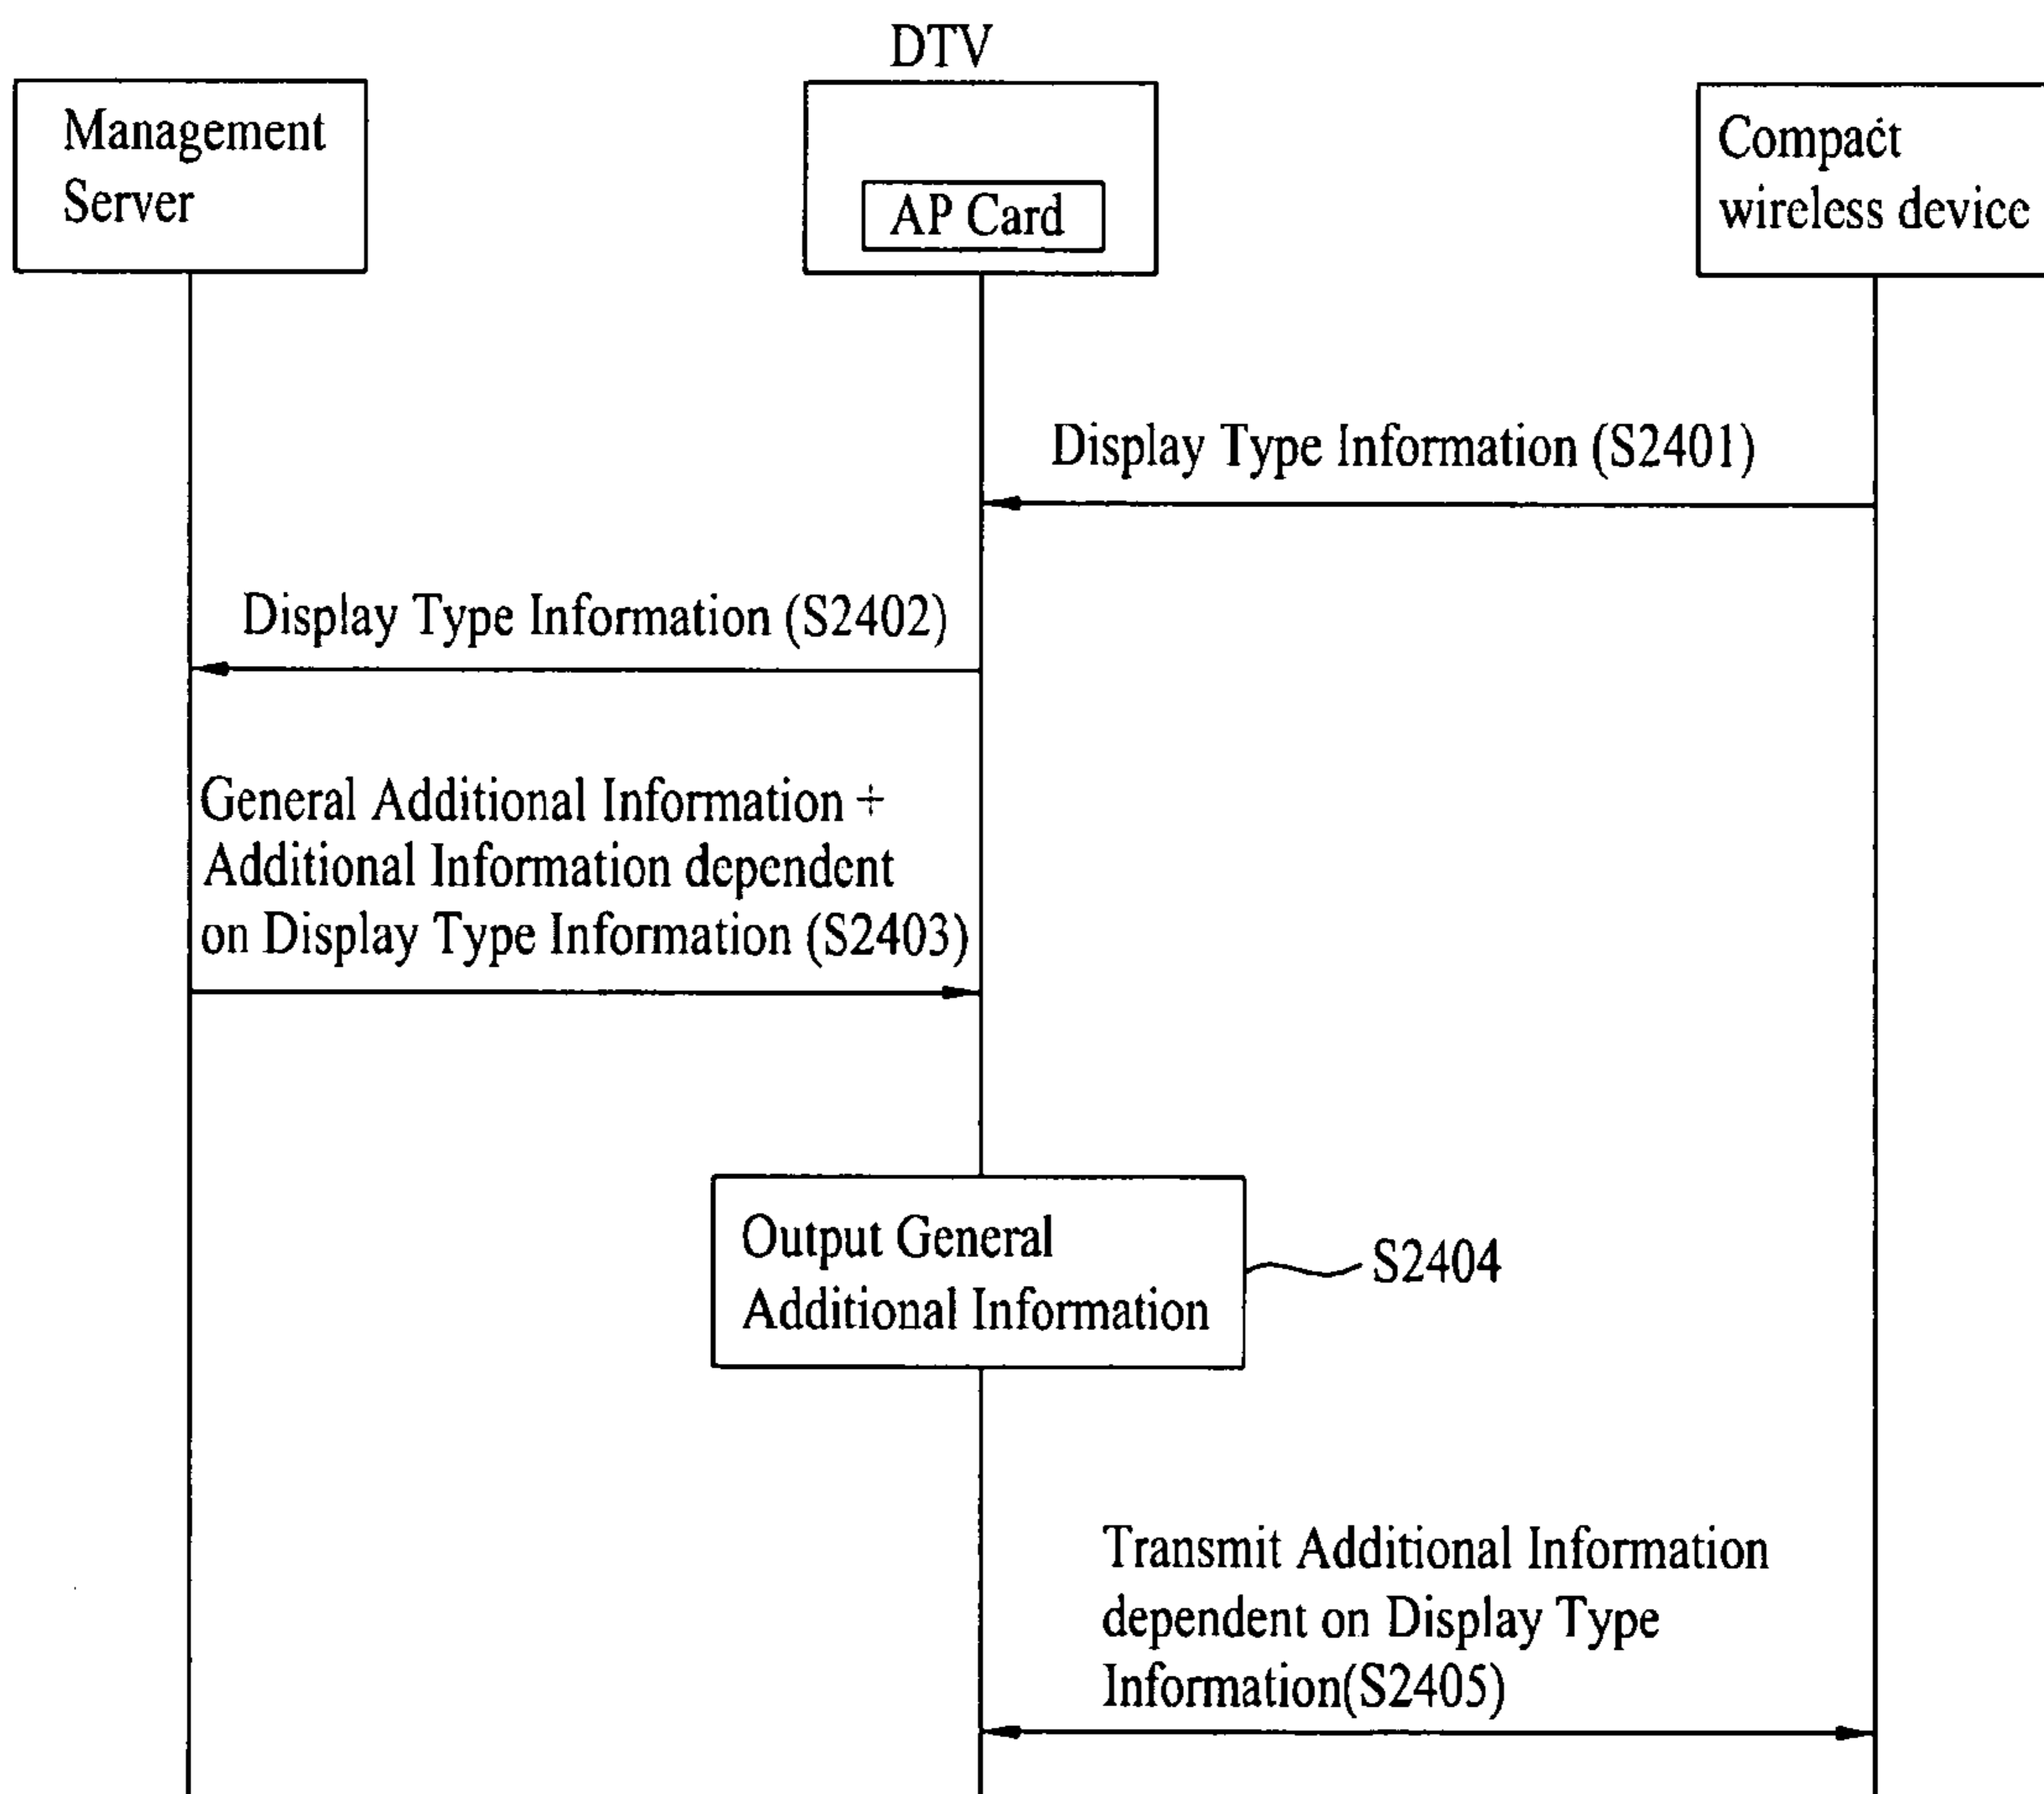 DTV
Management
Server
AP Card
Compact
wireless device
Display Type Information (S2401)
Display Type Information (S2402)
General Additional Information +
Additional Information dependent
on Display Type Information (S2403)
Output General
Additional Information
S2404
Transmit Additional Information
dependent on Display Type
Information(S2405)